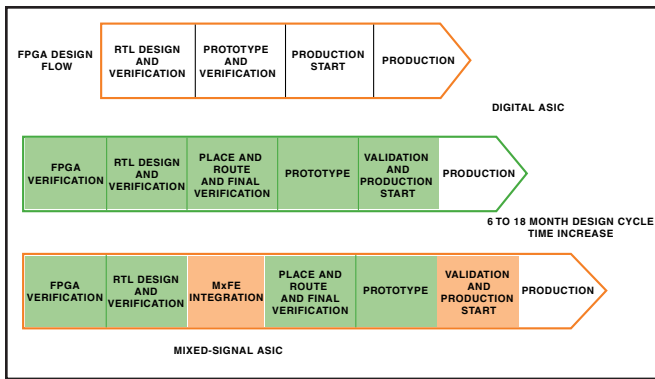 FPGA DESIGN
FLOW
RTL DESIGN
AND
VERIFICATION
PROTOTYPE
AND
VERIFICATION
PRODUCTION
START
PRODUCTION
DIGITAL ASIC
FPGA
VERIFICATION
RTL DESIGN
AND
VERIFICATION
PLACE AND
ROUTE
AND FINAL
VERIFICATION
PROTOTYPE
VALIDATION
AND
PRODUCTION
START
PRODUCTION
6 TO 18 MONTH DESIGN CYCLE
TIME INCREASE
FPGA
VERIFICATION
RTL DESIGN
AND
VERIFICATION
MxFE
INTEGRATION
PLACE AND
ROUTE
AND FINAL
VERIFICATION
PROTOTYPE
VALIDATION
AND
PRODUCTION
START
PRODUCTION
MIXED-SIGNAL ASIC